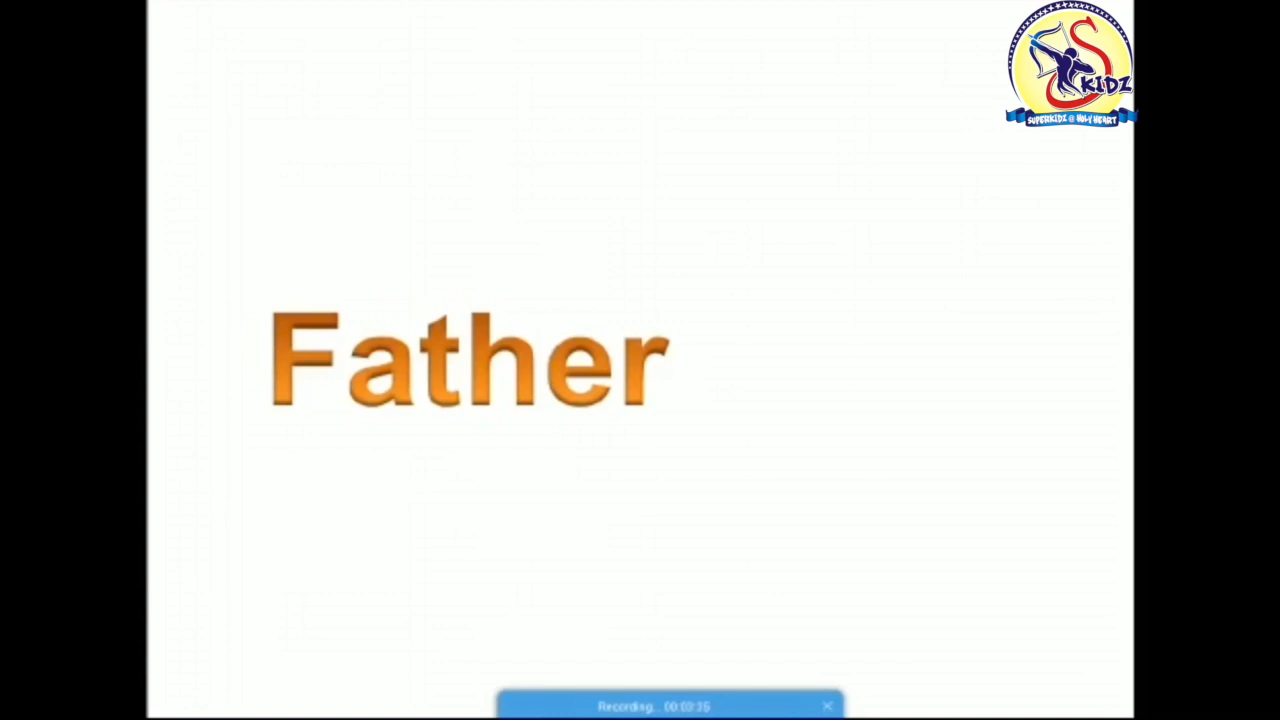 S
KIDZ
SUPERKIDZ @ HOLY HEART
Father
Recording... 00:03:35